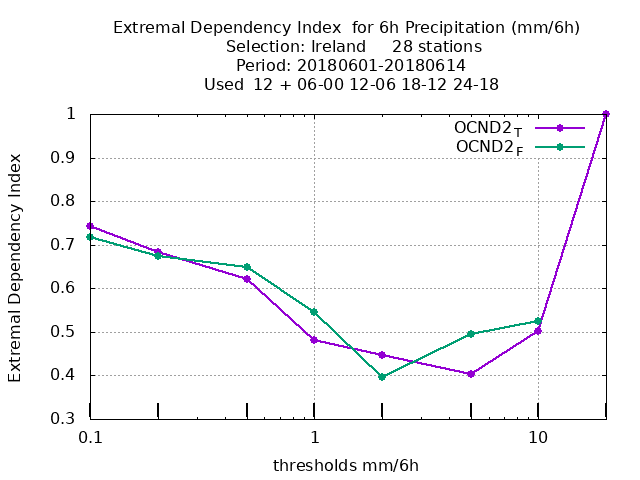 Extremal Dependency Index  for 6h Precipitation (mm/6h)
Selection: Ireland     28 stations
Period: 20180601-20180614
Used  12 + 06-00 12-06 18-12 24-18
OCND2T
OCND2F
1
0.9
0.8
0.7
0.6
0.5
0.4
0.3
Extremal Dependency Index
0.1 1 10
thresholds mm/6h